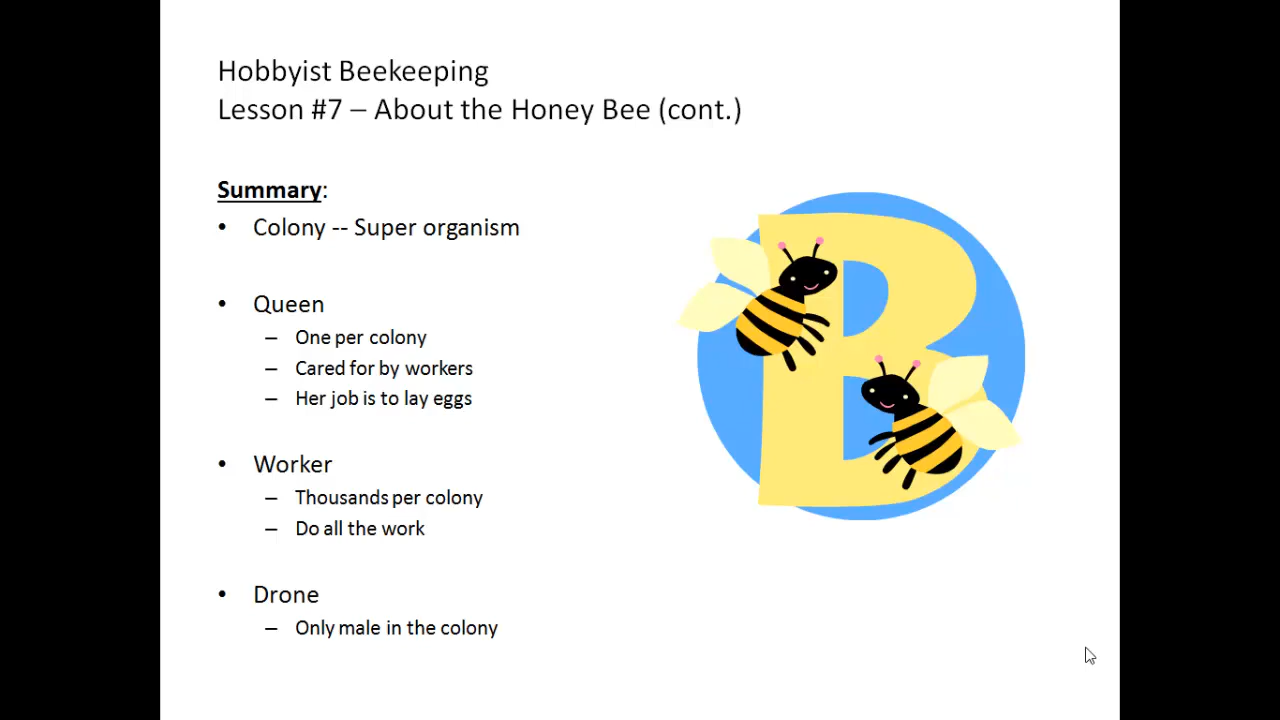 Hobbyist Beekeeping
Lesson #7 – About the Honey Bee (cont.)
Summary:
• Colony -- Super organism
• Queen
– One per colony
– Cared for by workers
– Her job is to lay eggs
• Worker
– Thousands per colony
– Do all the work
• Drone
– Only male in the colony
B